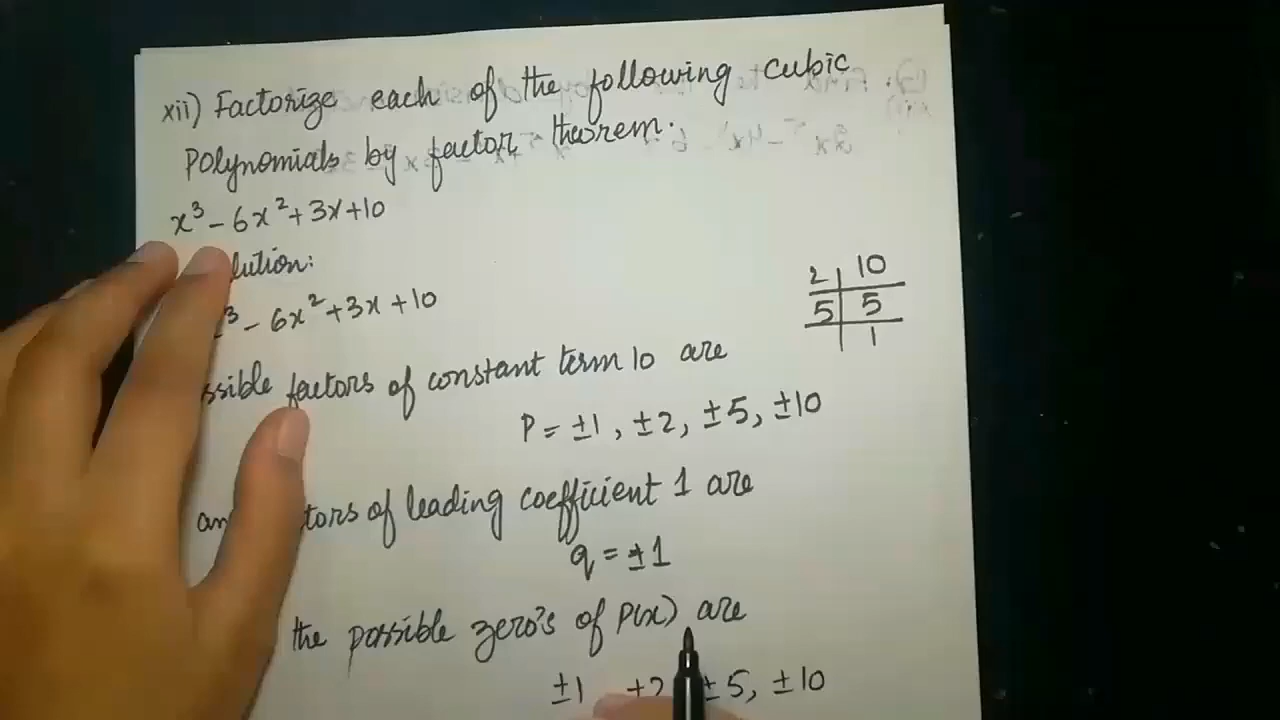 xii) Factorize each of the following cubic
Polynomials by factor theorem.
x³ - 6x² + 3x + 10
lution:
³ - 6x² + 3x + 10
2 | 10
5 | 5
1
ssible factors of constant term 10 are
P = ±1, ±2, ±5, ±10
an tors of leading coefficient 1 are
q = ±1
the possible zero's of P(x) are
±1 ±2 ±5, ±10